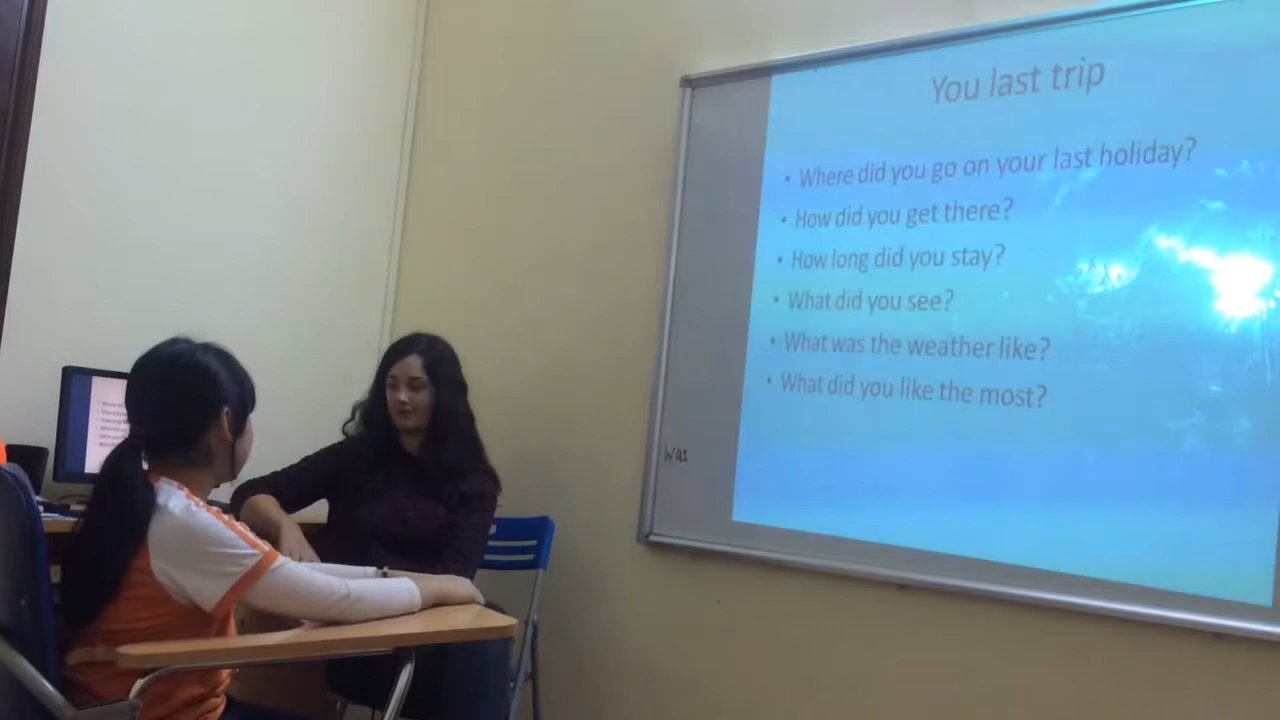 You last trip
• Where did you go on your last holiday?
• How did you get there?
• How long did you stay?
• What did you see?
• What was the weather like?
• What did you like the most?
was